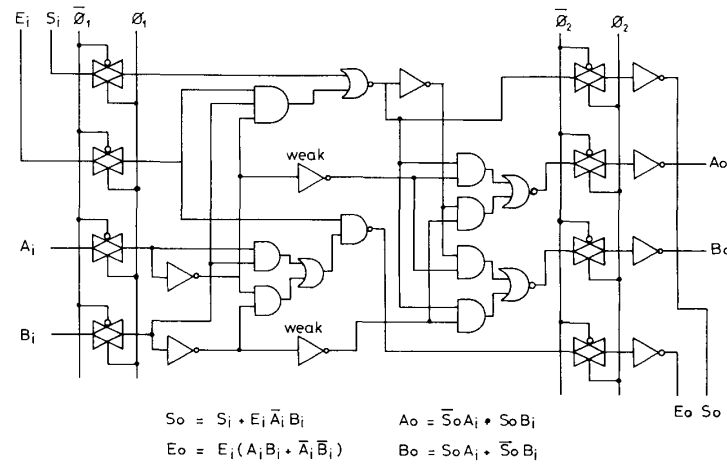 Ei Si ø̄1 ø1 ø̄2 ø2
weak
Ao
Ai
Bo
Bi
weak
Eo So
So = Si + Ei Āi Bi
Ao = S̄o Ai + So Bi
Eo = Ei (Ai Bi + Āi B̄i)
Bo = So Ai + S̄o Bi